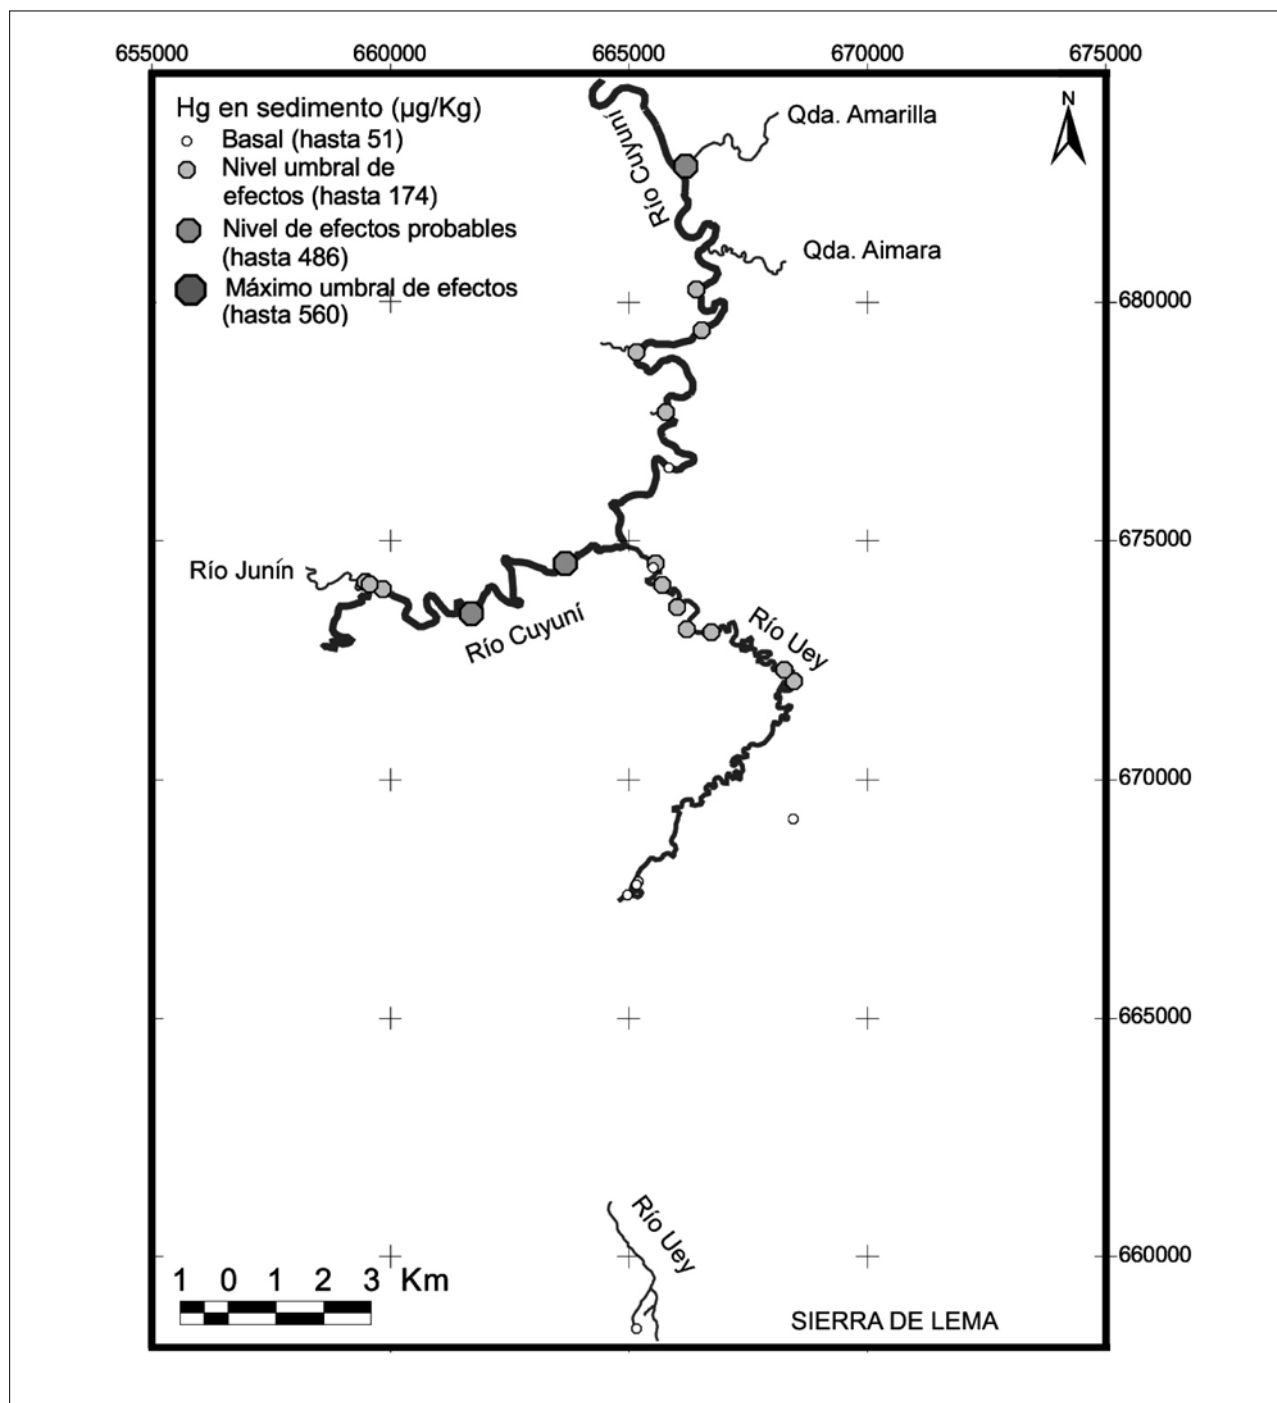 655000 660000 665000 670000 675000
Hg en sedimento (µg/Kg)
Basal (hasta 51)
Nivel umbral de
efectos (hasta 174)
Nivel de efectos probables
(hasta 486)
Máximo umbral de efectos
(hasta 560)
N
Qda. Amarilla
Río Cuyuní
Qda. Aimara
680000
675000
Río Junín
Río Cuyuní
Río Uey
670000
665000
Río Uey
660000
1 0 1 2 3 Km
SIERRA DE LEMA